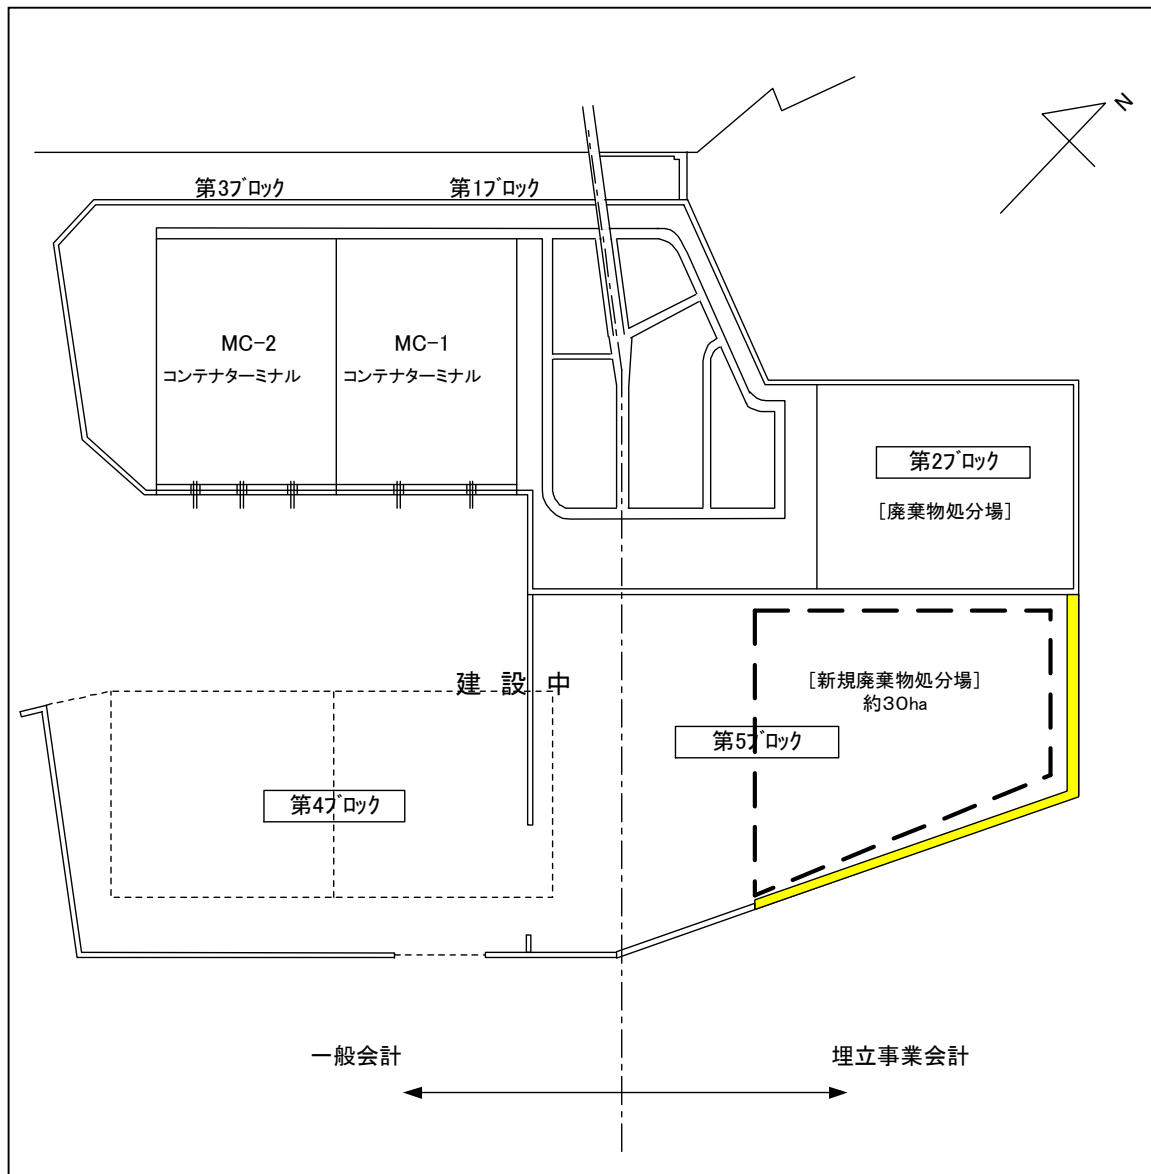 N
第3ブロック
第1ブロック
MC-2
コンテナターミナル
MC-1
コンテナターミナル
第2ブロック
[廃棄物処分場]
建設中
[新規廃棄物処分場]
約30ha
第5ブロック
第4ブロック
一般会計
埋立事業会計